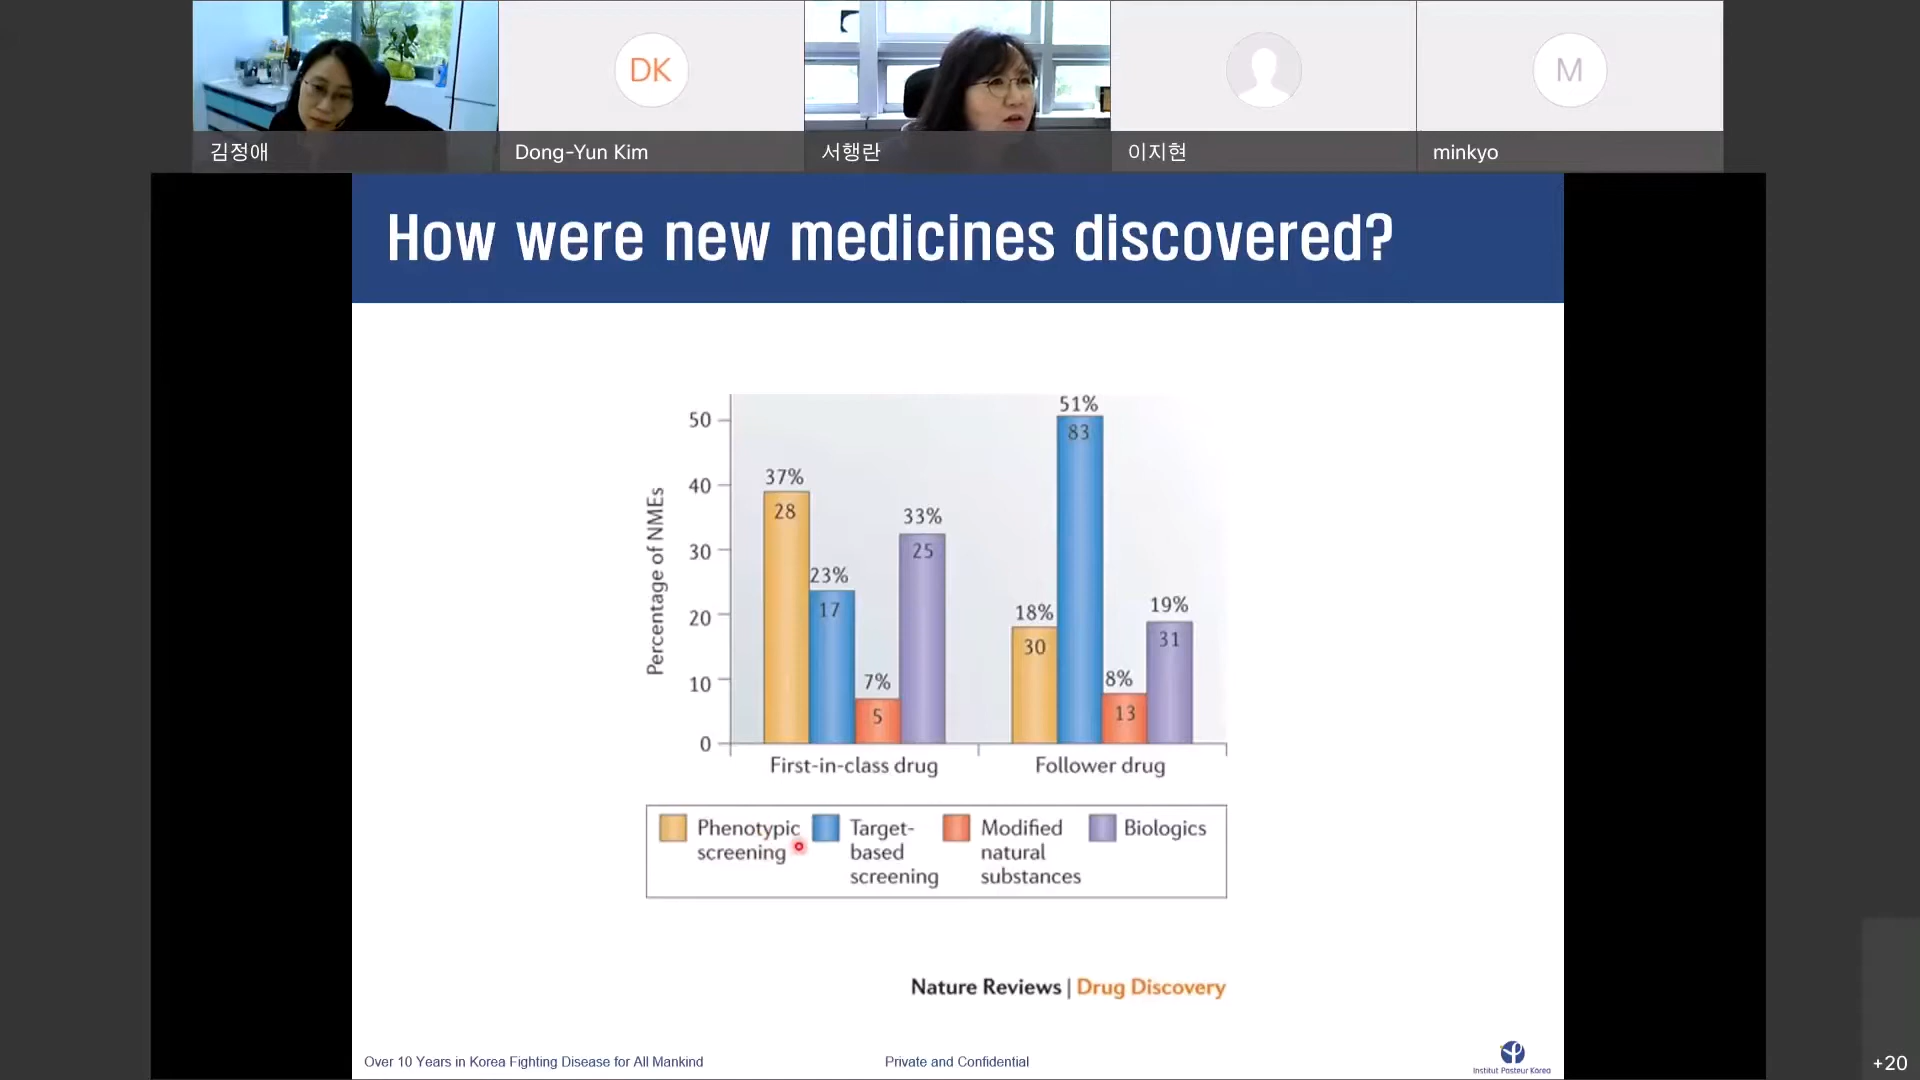 DK
M
김정애
Dong-Yun Kim
서행란
이지현
minkyo
How were new medicines discovered?
Percentage of NMEs
50
40
30
20
10
0
37%
28
23%
17
7%
5
33%
25
18%
30
51%
83
8%
13
19%
31
First-in-class drug
Follower drug
Phenotypic
screening
Target-
based
screening
Modified
natural
substances
Biologics
Nature Reviews | Drug Discovery
Over 10 Years in Korea Fighting Disease for All Mankind
Private and Confidential
Institut Pasteur Korea
+20